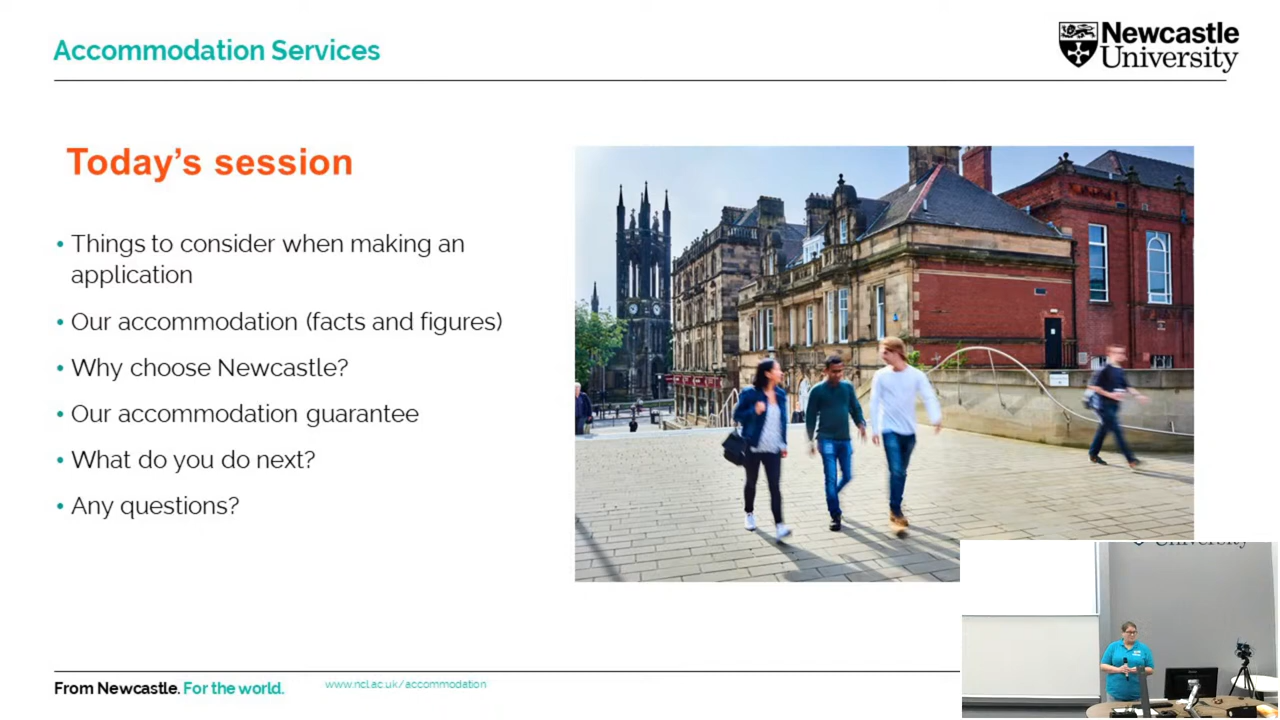 Accommodation Services
Newcastle
University
Today's session
• Things to consider when making an
application
• Our accommodation (facts and figures)
• Why choose Newcastle?
• Our accommodation guarantee
• What do you do next?
• Any questions?
From Newcastle. For the world.
www.ncl.ac.uk/accommodation
University